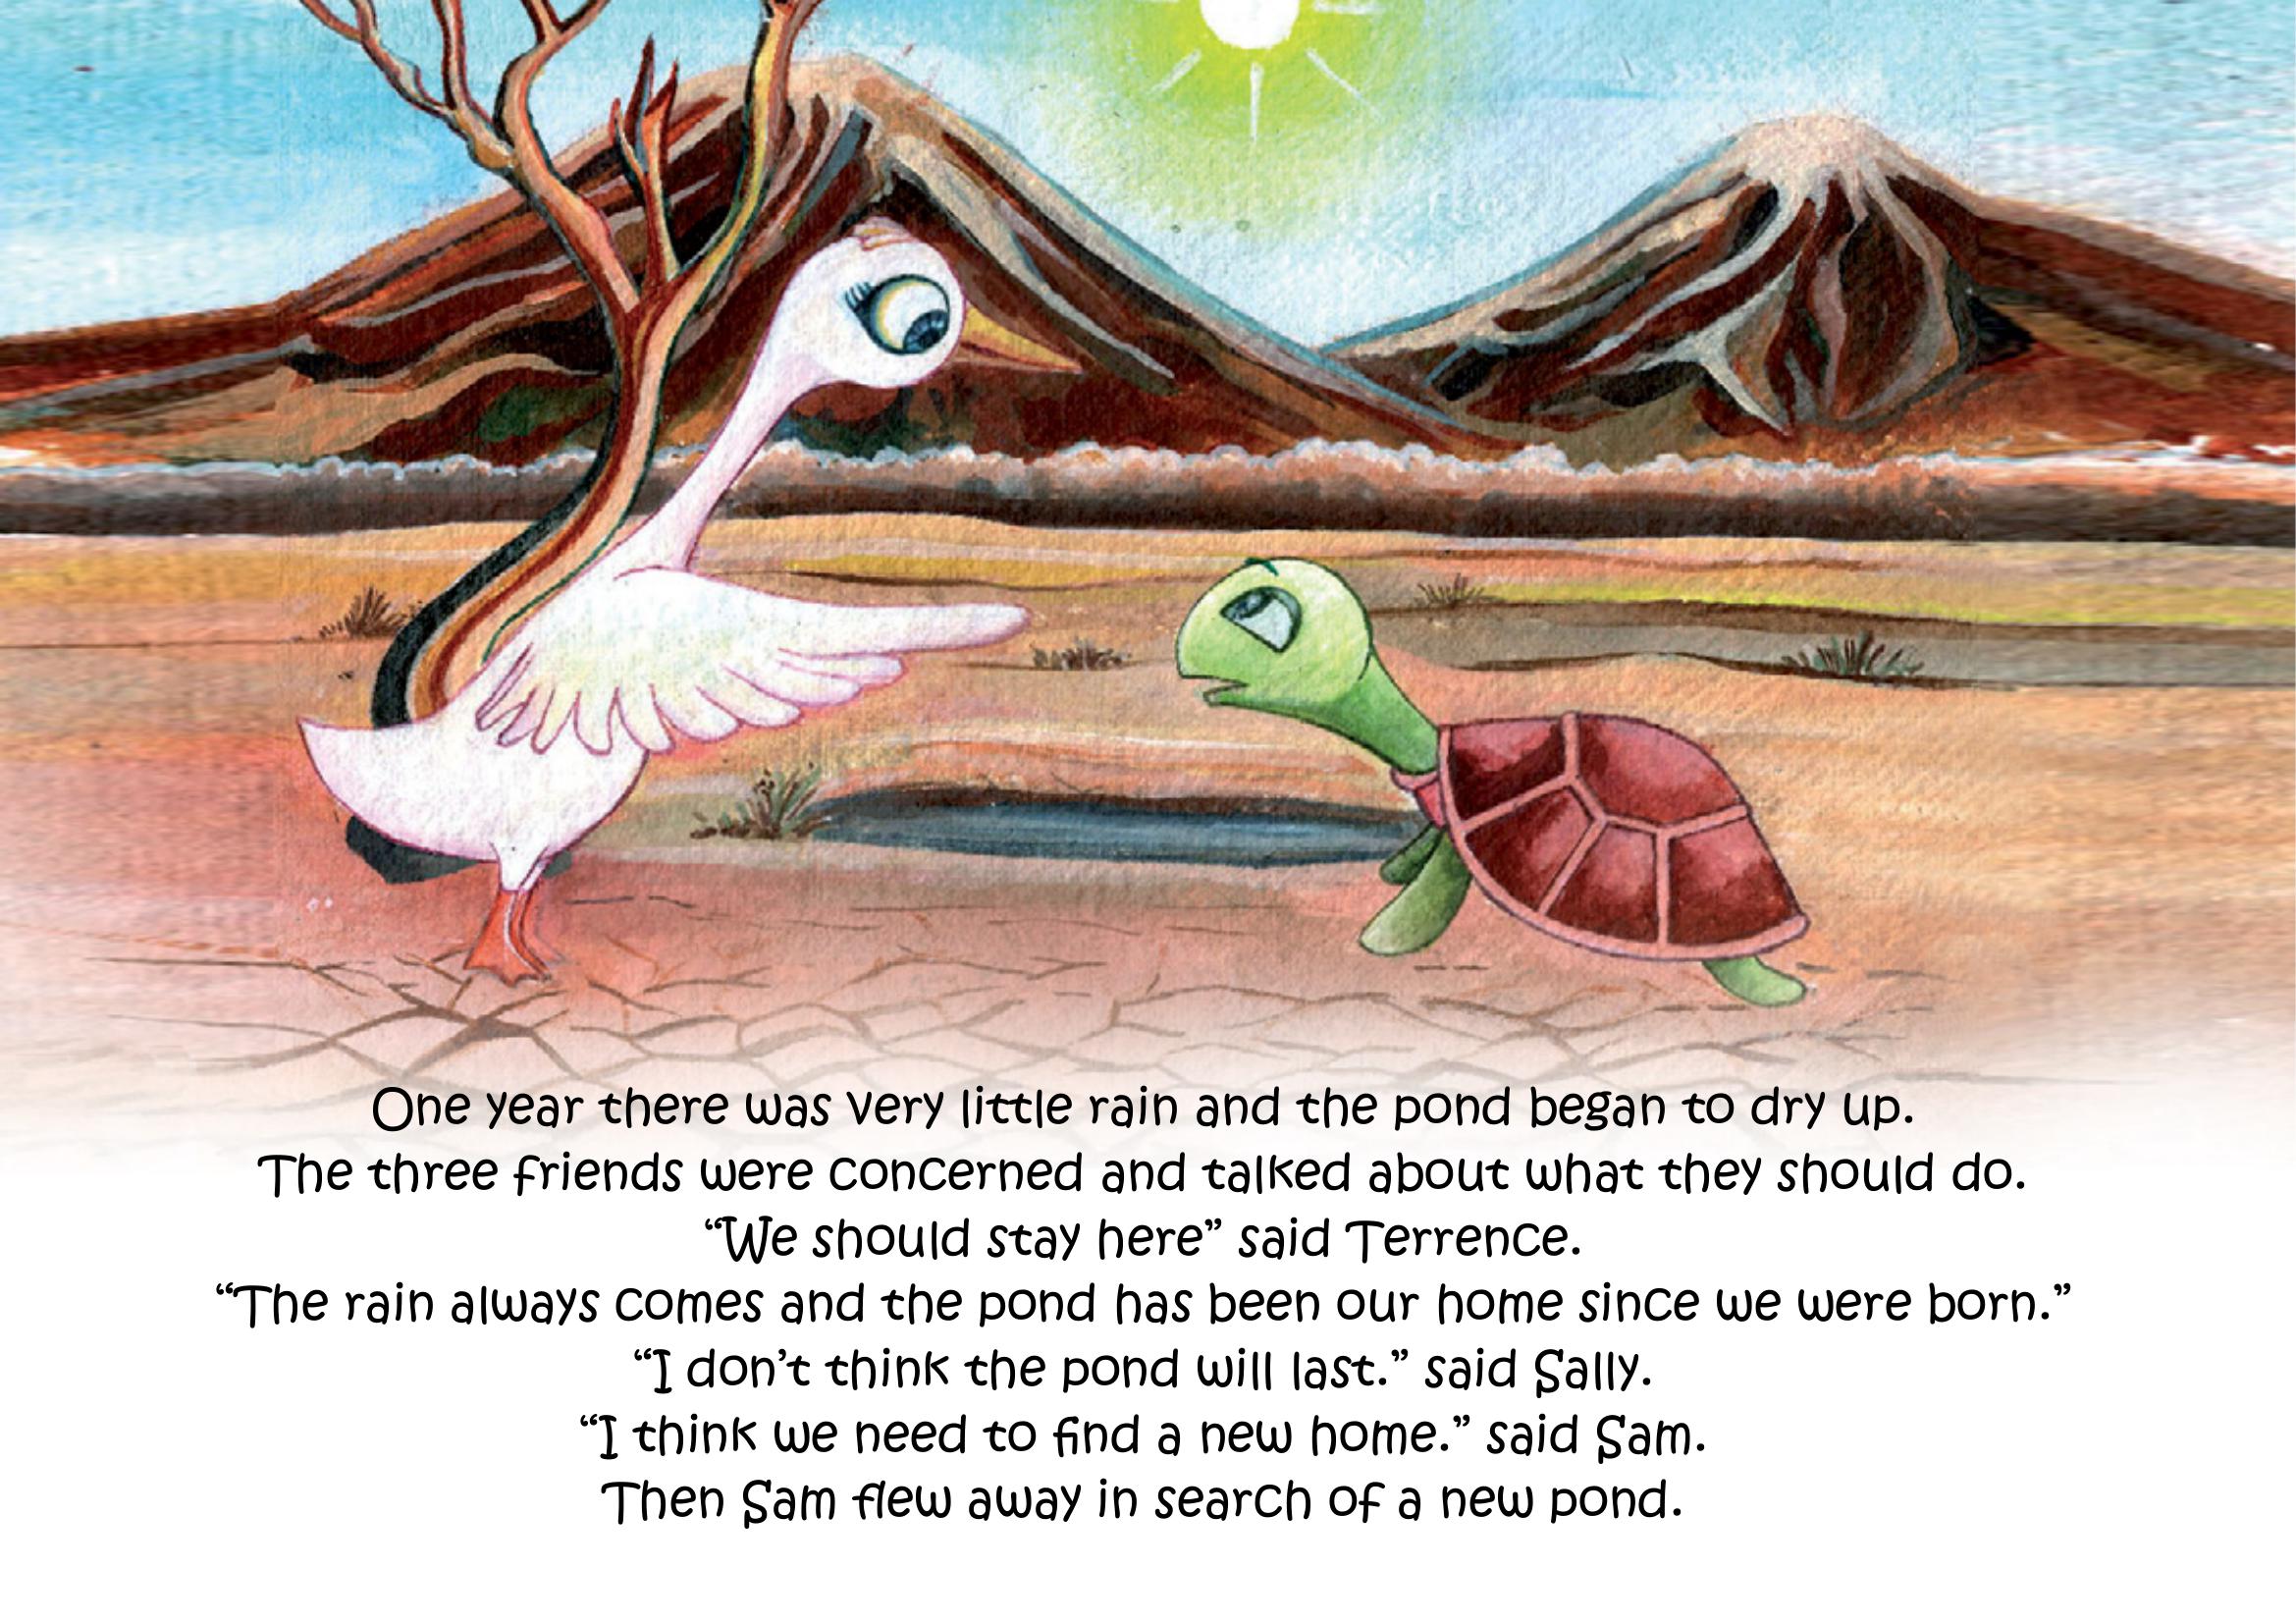 One year there was very little rain and the pond began to dry up.
The three friends were concerned and talked about what they should do.
“We should stay here” said Terrence.
“The rain always comes and the pond has been our home since we were born.”
“I don’t think the pond will last.” said Sally.
“I think we need to find a new home.” said Sam.
Then Sam flew away in search of a new pond.